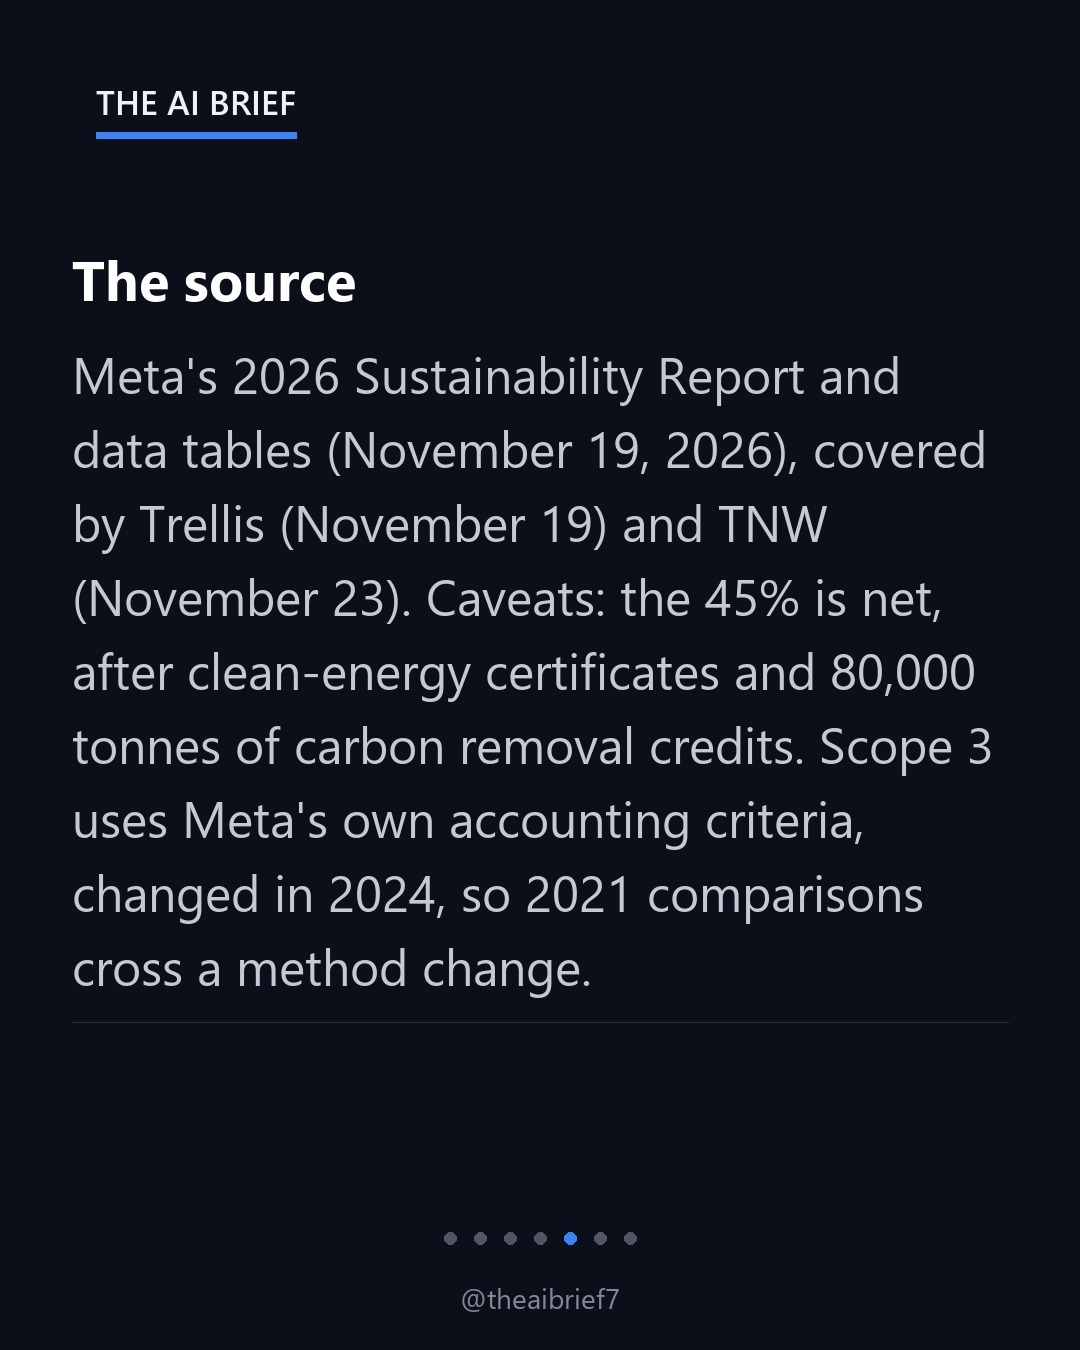 THE AI BRIEF
The source
Meta's 2026 Sustainability Report and
data tables (November 19, 2026), covered
by Trellis (November 19) and TNW
(November 23). Caveats: the 45% is net,
after clean-energy certificates and 80,000
tonnes of carbon removal credits. Scope 3
uses Meta's own accounting criteria,
changed in 2024, so 2021 comparisons
cross a method change.
@theaibrief7